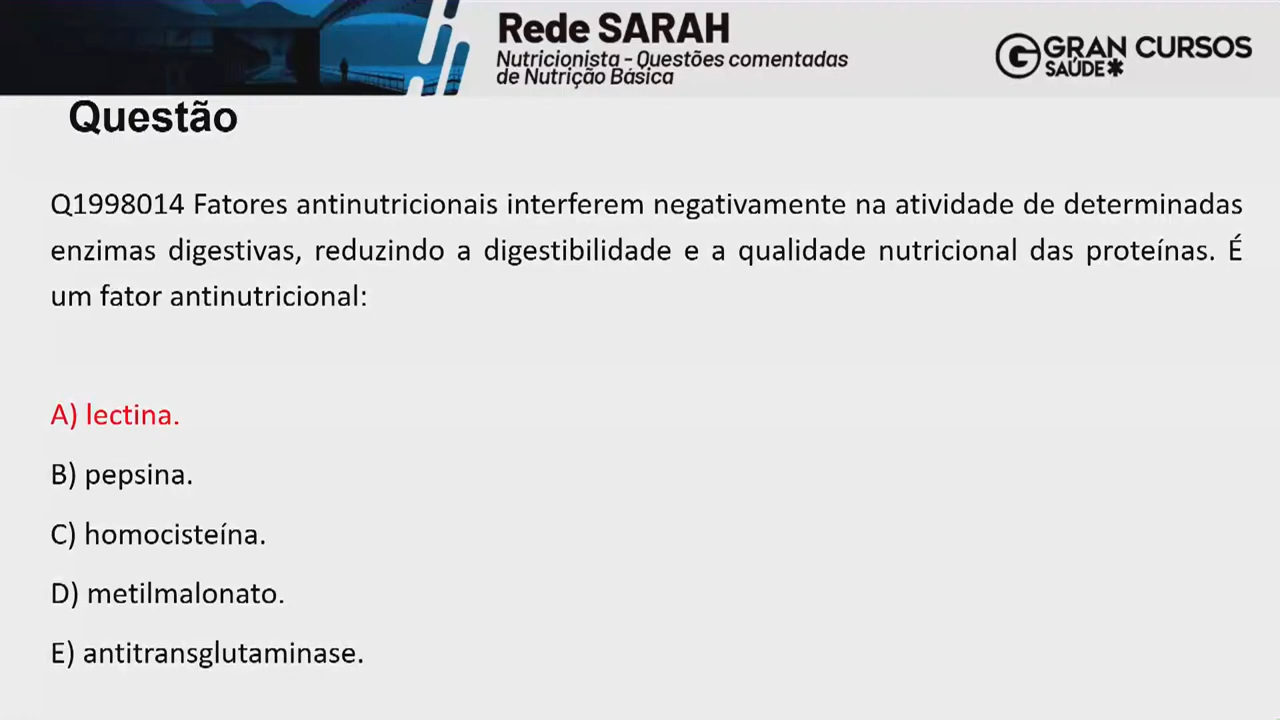 Rede SARAH
Nutricionista - Questões comentadas
de Nutrição Básica
GRAN CURSOS
SAÚDE
Questão
Q1998014 Fatores antinutricionais interferem negativamente na atividade de determinadas
enzimas digestivas, reduzindo a digestibilidade e a qualidade nutricional das proteínas. É
um fator antinutricional:
A) lectina.
B) pepsina.
C) homocisteína.
D) metilmalonato.
E) antitransglutaminase.